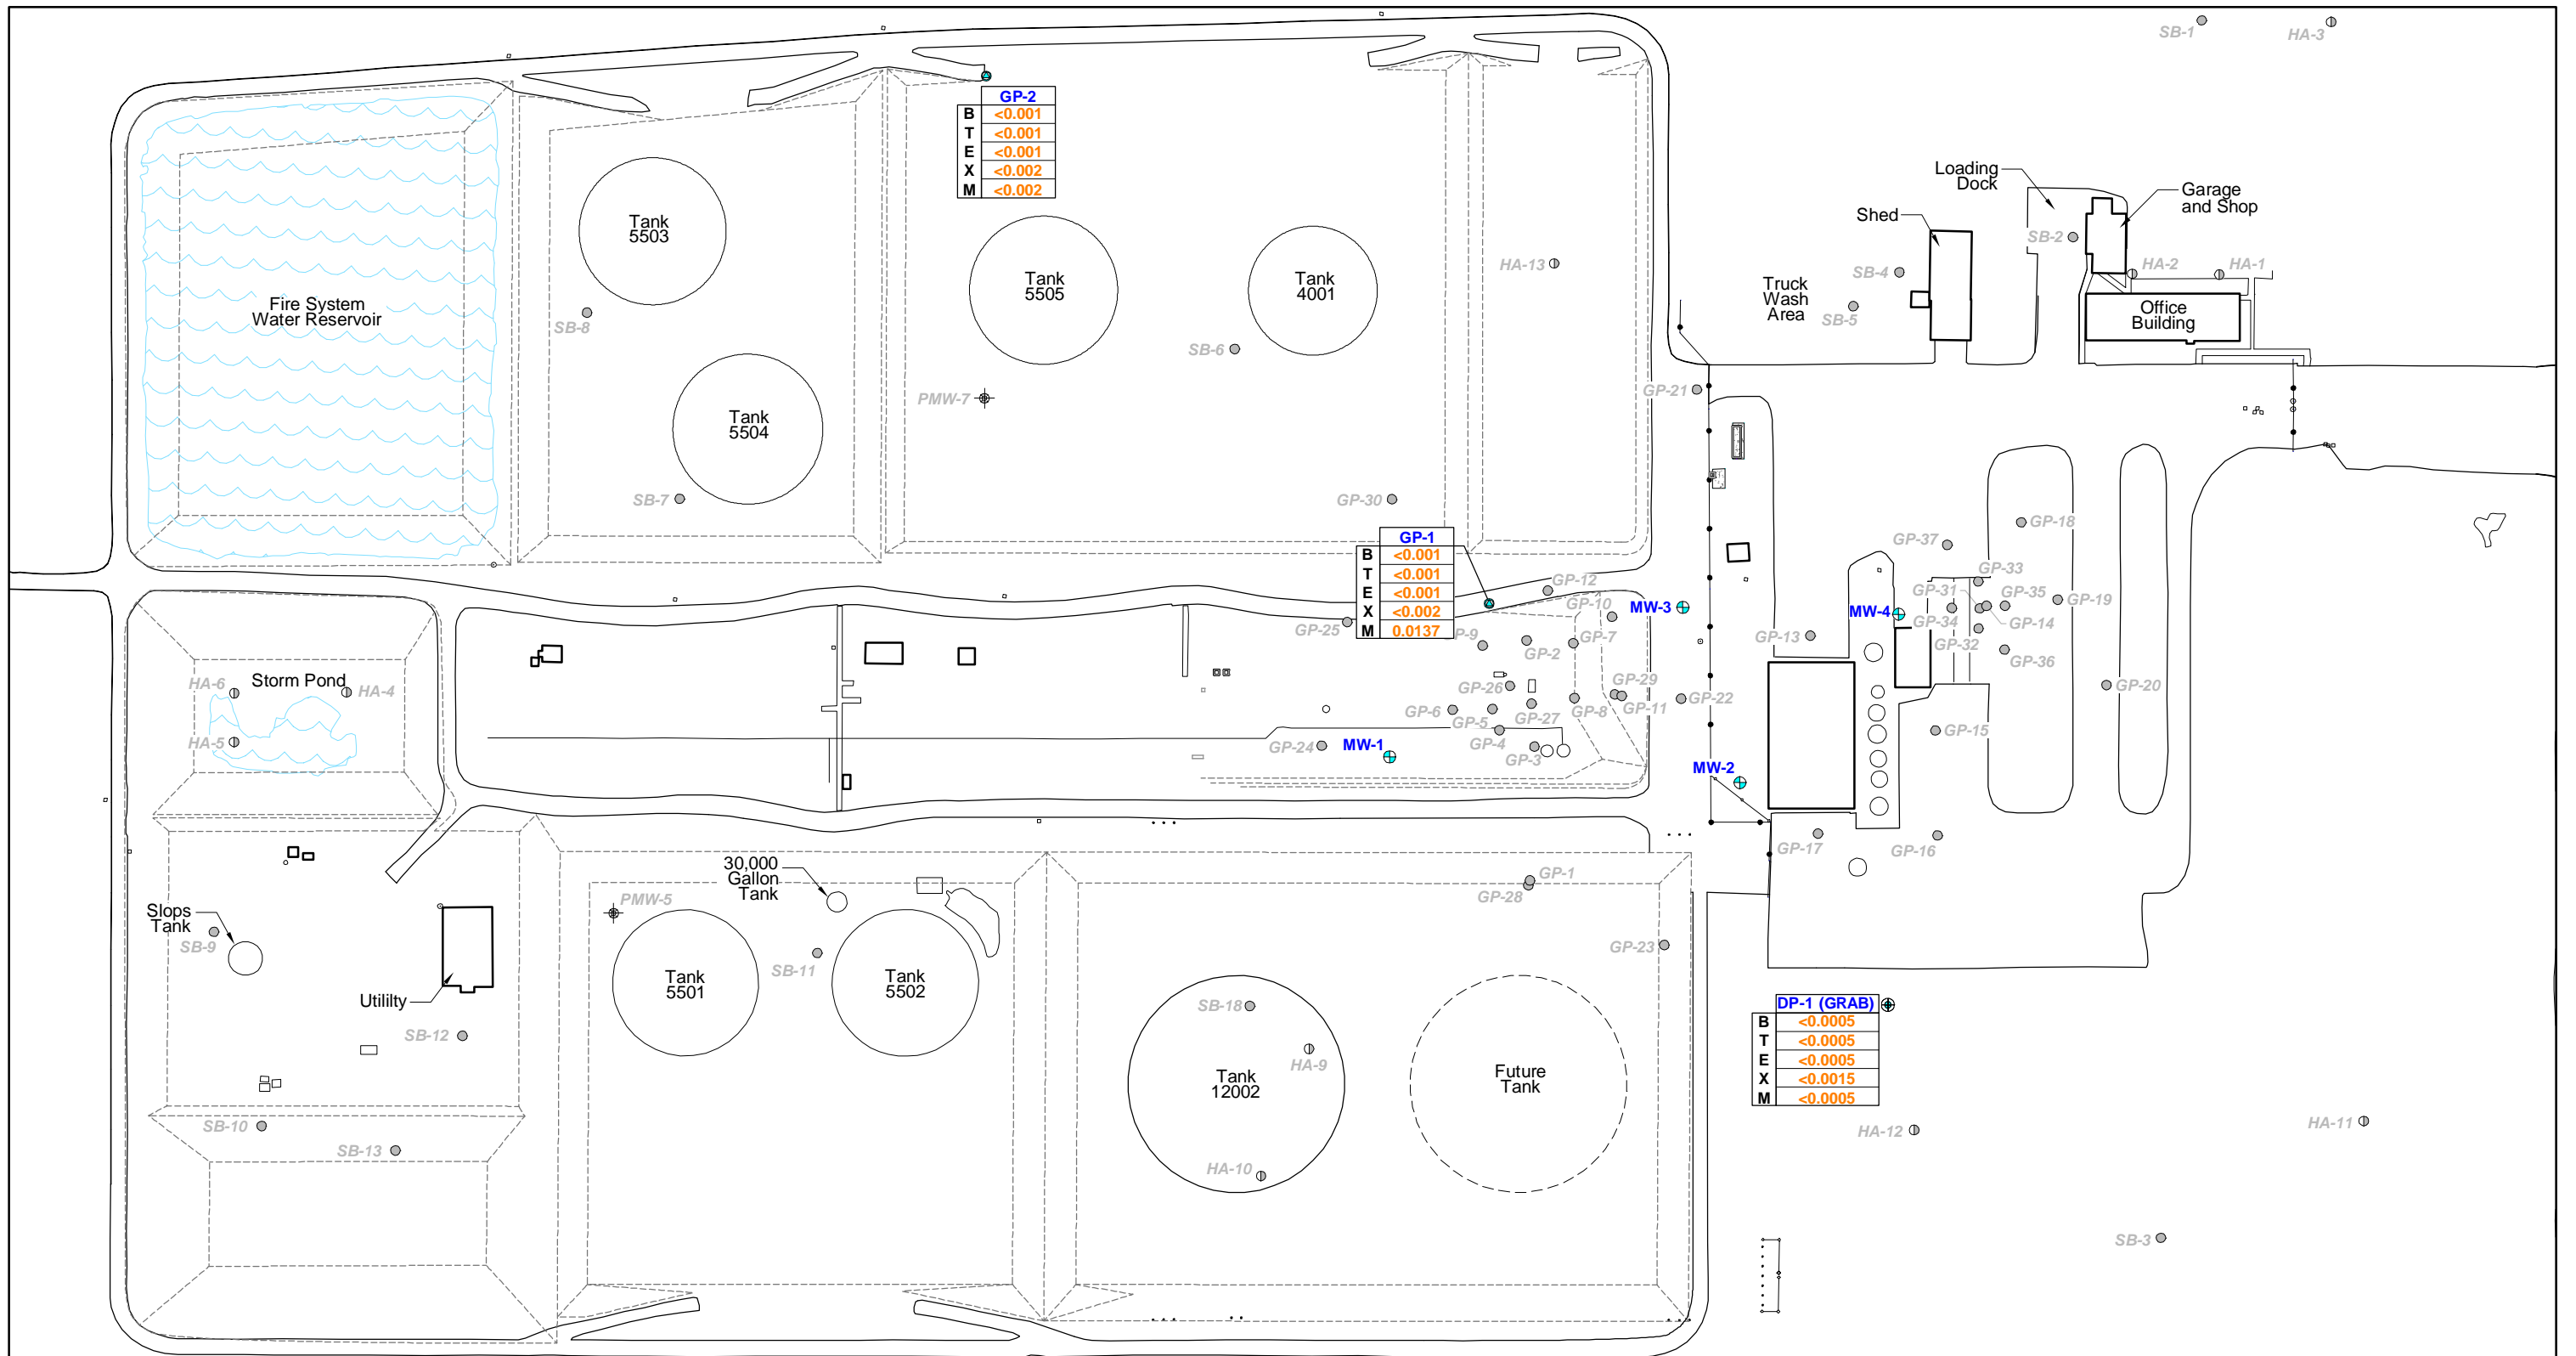 SB-1
HA-3
GP-2
B <0.001
T <0.001
E <0.001
X <0.002
M <0.002
Loading
Dock
Garage
and Shop
Shed
SB-2
HA-2
HA-1
SB-4
SB-5
Truck
Wash
Area
Office
Building
Tank
5503
Tank
5505
Tank
4001
HA-13
Fire System
Water Reservoir
SB-8
SB-6
PMW-7
GP-21
Tank
5504
SB-7
GP-30
GP-1
B <0.001
T <0.001
E <0.001
X <0.002
M 0.0137
GP-12
GP-10
MW-3
GP-25
P-9
GP-2
GP-7
GP-18
GP-37
GP-33
GP-31
GP-35
GP-19
MW-4
GP-34
GP-14
GP-13
GP-32
GP-36
GP-20
HA-6
Storm Pond
HA-4
HA-5
GP-26
GP-29
GP-6
GP-5
GP-27
GP-8
GP-11
GP-22
GP-24
MW-1
GP-4
GP-3
MW-2
GP-15
GP-17
GP-16
30,000
Gallon
Tank
PMW-5
GP-1
GP-28
Slops
Tank
SB-9
SB-11
GP-23
Tank
5501
Tank
5502
Utililty
SB-12
SB-18
HA-9
Tank
12002
Future
Tank
DP-1 (GRAB)
B <0.0005
T <0.0005
E <0.0005
X <0.0015
M <0.0005
SB-10
SB-13
HA-10
HA-12
HA-11
SB-3